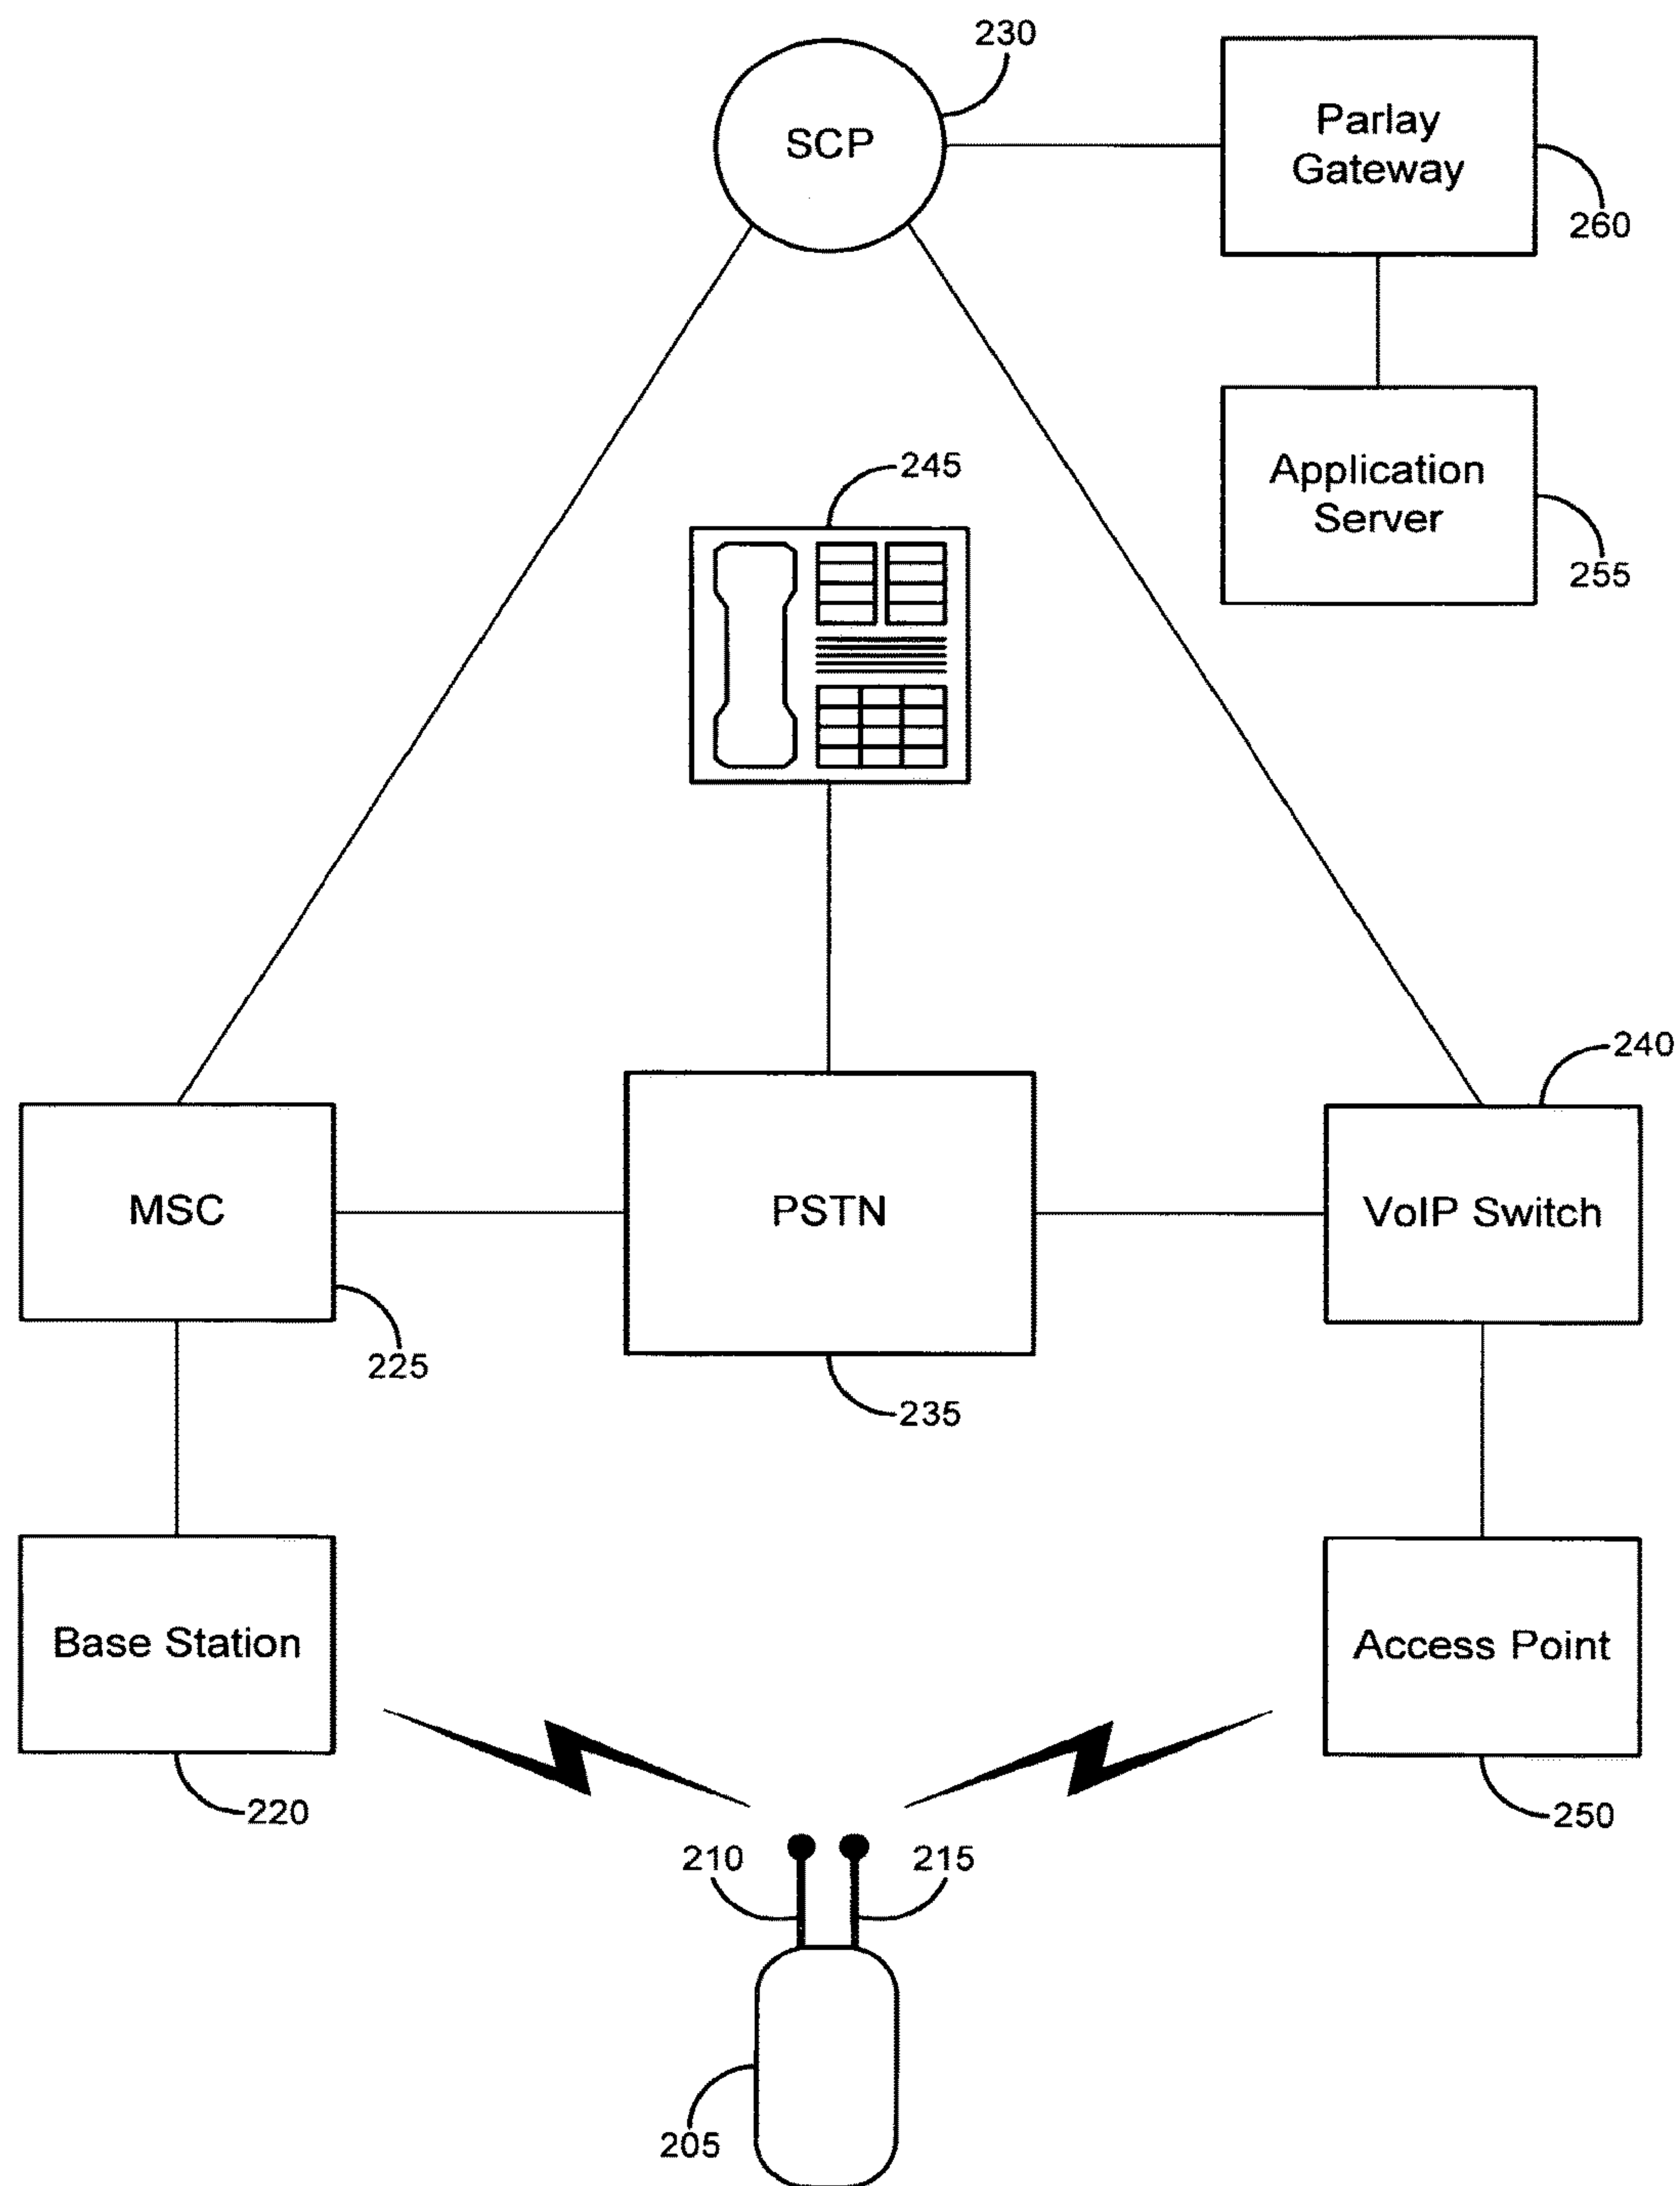 230
SCP
Parlay
Gateway
260
245
Application
Server
255
240
MSC
PSTN
VoIP Switch
225
235
Base Station
Access Point
220
250
210
215
205